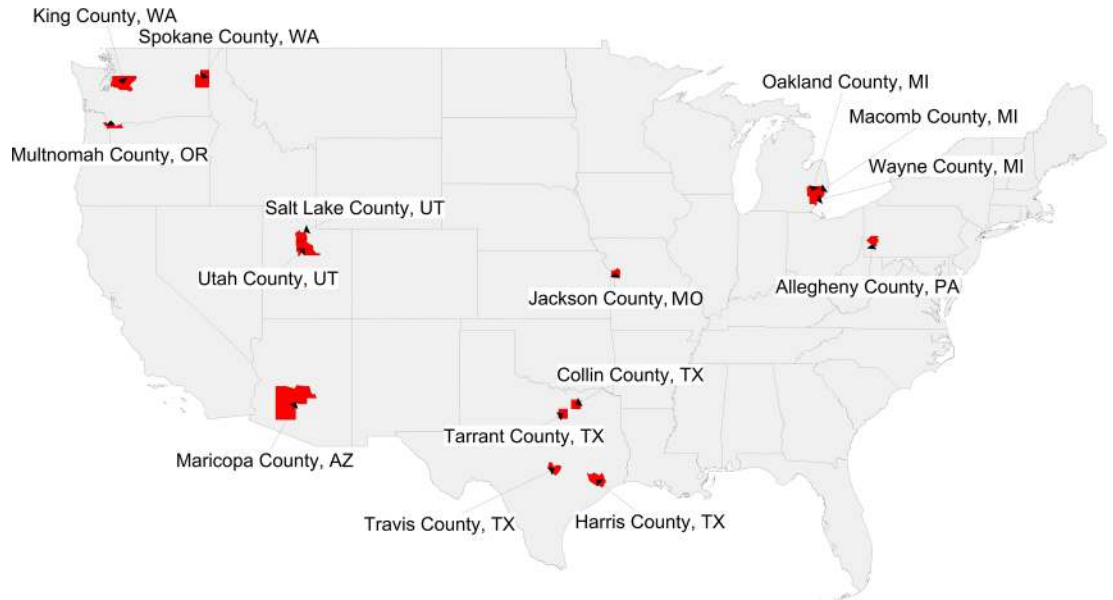 King County, WA
Spokane County, WA
Oakland County, MI
Macomb County, MI
Multnomah County, OR
Wayne County, MI
Salt Lake County, UT
Utah County, UT
Jackson County, MO
Allegheny County, PA
Collin County, TX
Tarrant County, TX
Maricopa County, AZ
Travis County, TX
Harris County, TX